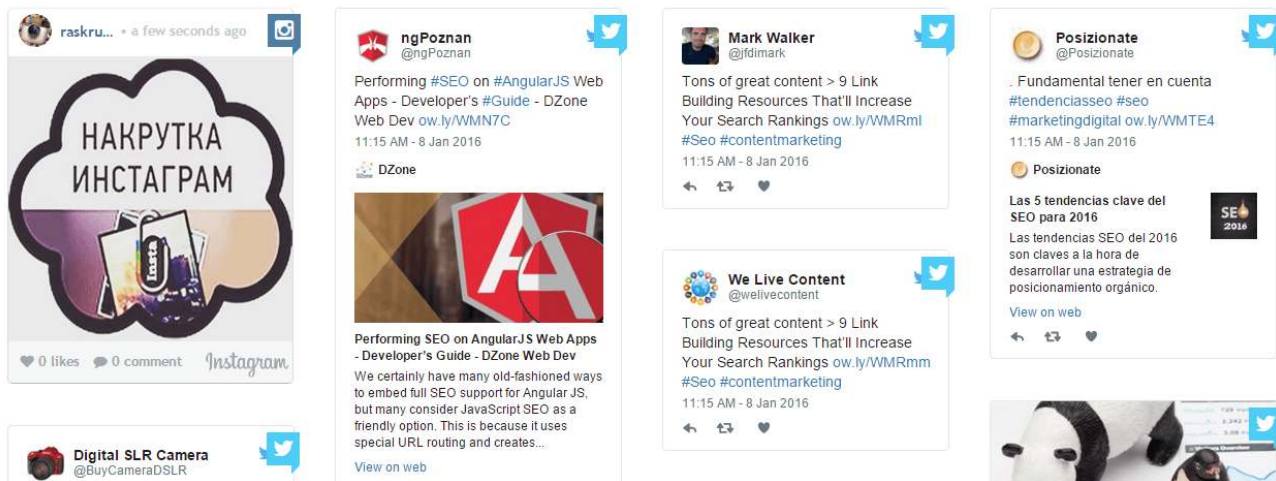 raskru... • a few seconds ago
НАКРУТКА
ИНСТАГРАМ
Insta
0 likes 0 comment Instagram
Digital SLR Camera
@BuyCameraDSLR
ngPoznan
@ngPoznan
Performing #SEO on #AngularJS Web
Apps - Developer's #Guide - DZone
Web Dev ow.ly/WMN7C
11:15 AM - 8 Jan 2016
DZone
Performing SEO on AngularJS Web Apps
- Developer's Guide - DZone Web Dev
We certainly have many old-fashioned ways
to embed full SEO support for Angular JS,
but many consider JavaScript SEO as a
friendly option. This is because it uses
special URL routing and creates...
View on web
Mark Walker
@jfdimark
Tons of great content > 9 Link
Building Resources That'll Increase
Your Search Rankings ow.ly/WMRml
#Seo #contentmarketing
11:15 AM - 8 Jan 2016
We Live Content
@welivecontent
Tons of great content > 9 Link
Building Resources That'll Increase
Your Search Rankings ow.ly/WMRmm
#Seo #contentmarketing
11:15 AM - 8 Jan 2016
Posizionate
@Posizionate
. Fundamental tener en cuenta
#tendenciasseo #seo
#marketingdigital ow.ly/WMTE4
11:15 AM - 8 Jan 2016
Posizionate
Las 5 tendencias clave del
SEO para 2016
Las tendencias SEO del 2016
son claves a la hora de
desarrollar una estrategia de
posicionamiento orgánico.
SEO
2016
View on web